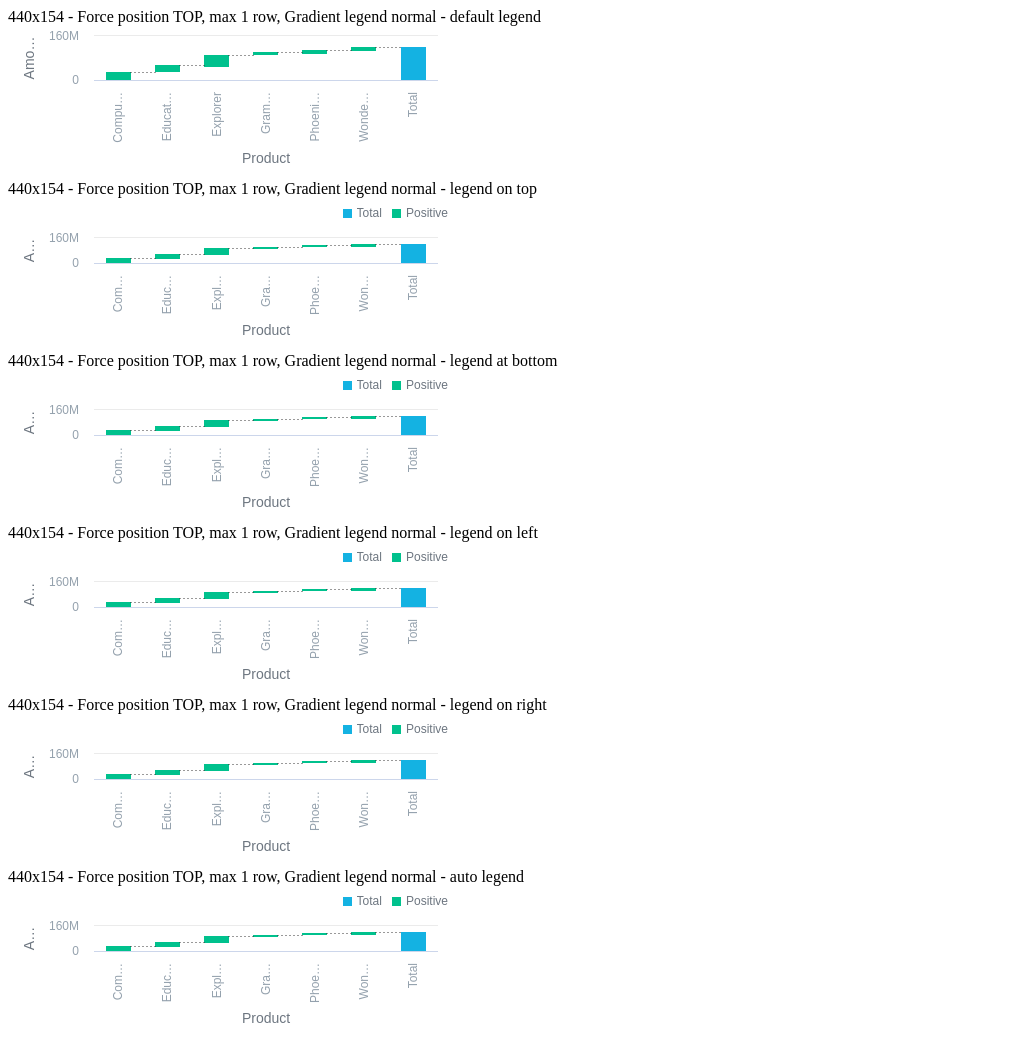 440x154 - Force position TOP, max 1 row, Gradient legend normal - default legend
160M
0
Amo...
Compu... Educat... Explorer Gram... Phoeni... Wonde... Total
Product
440x154 - Force position TOP, max 1 row, Gradient legend normal - legend on top
Total Positive
160M
0
A...
Com... Educ... Expl... Gra... Phoe... Won... Total
Product
440x154 - Force position TOP, max 1 row, Gradient legend normal - legend at bottom
Total Positive
160M
0
A...
Com... Educ... Expl... Gra... Phoe... Won... Total
Product
440x154 - Force position TOP, max 1 row, Gradient legend normal - legend on left
Total Positive
160M
0
A...
Com... Educ... Expl... Gra... Phoe... Won... Total
Product
440x154 - Force position TOP, max 1 row, Gradient legend normal - legend on right
Total Positive
160M
0
A...
Com... Educ... Expl... Gra... Phoe... Won... Total
Product
440x154 - Force position TOP, max 1 row, Gradient legend normal - auto legend
Total Positive
160M
0
A...
Com... Educ... Expl... Gra... Phoe... Won... Total
Product